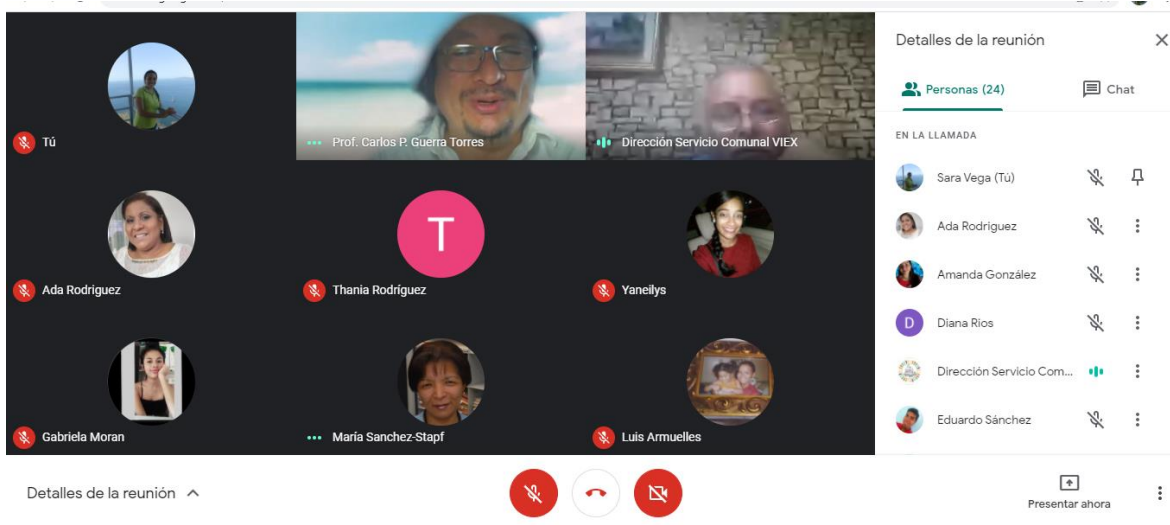 Tú
Prof. Carlos P. Guerra Torres
Dirección Servicio Comunal VIEX
Ada Rodriguez
T
Thania Rodríguez
Yaneilys
Gabriela Moran
María Sanchez-Stapf
Luis Armuelles
Detalles de la reunión
Personas (24)
Chat
EN LA LLAMADA
Sara Vega (Tú)
Ada Rodriguez
Amanda González
D
Diana Rios
Dirección Servicio Com...
Eduardo Sánchez
Detalles de la reunión
Presentar ahora